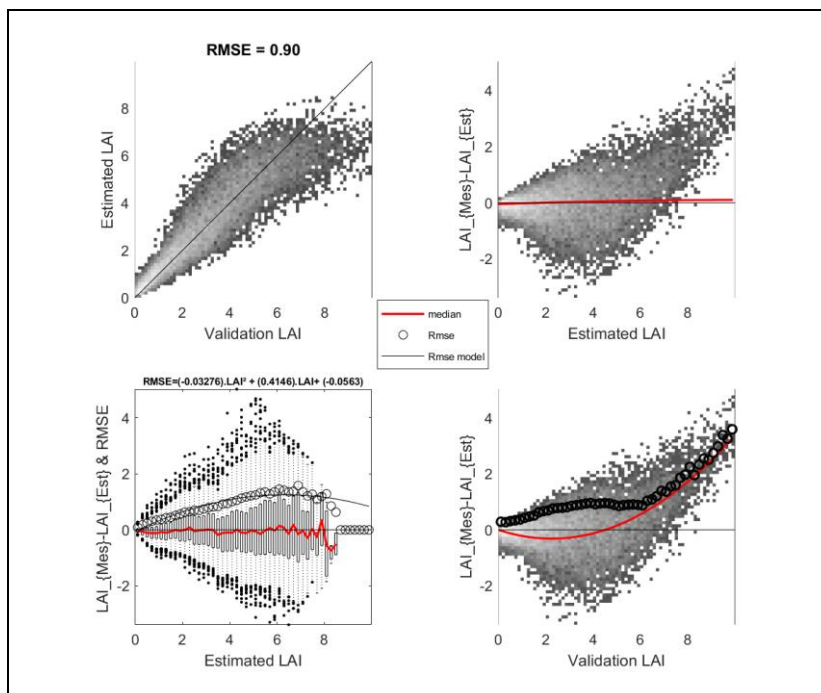 RMSE = 0.90
8
6
4
2
0
Estimated LAI
0 2 4 6 8
Validation LAI
4
2
0
-2
LAI_{Mes}-LAI_{Est}
0 2 4 6 8
Estimated LAI
median
Rmse
Rmse model
RMSE=(-0.03276).LAI² + (0.4146).LAI+ (-0.0563)
4
2
0
-2
LAI_{Mes}-LAI_{Est} & RMSE
0 2 4 6 8
Estimated LAI
4
2
0
-2
LAI_{Mes}-LAI_{Est}
0 2 4 6 8
Validation LAI